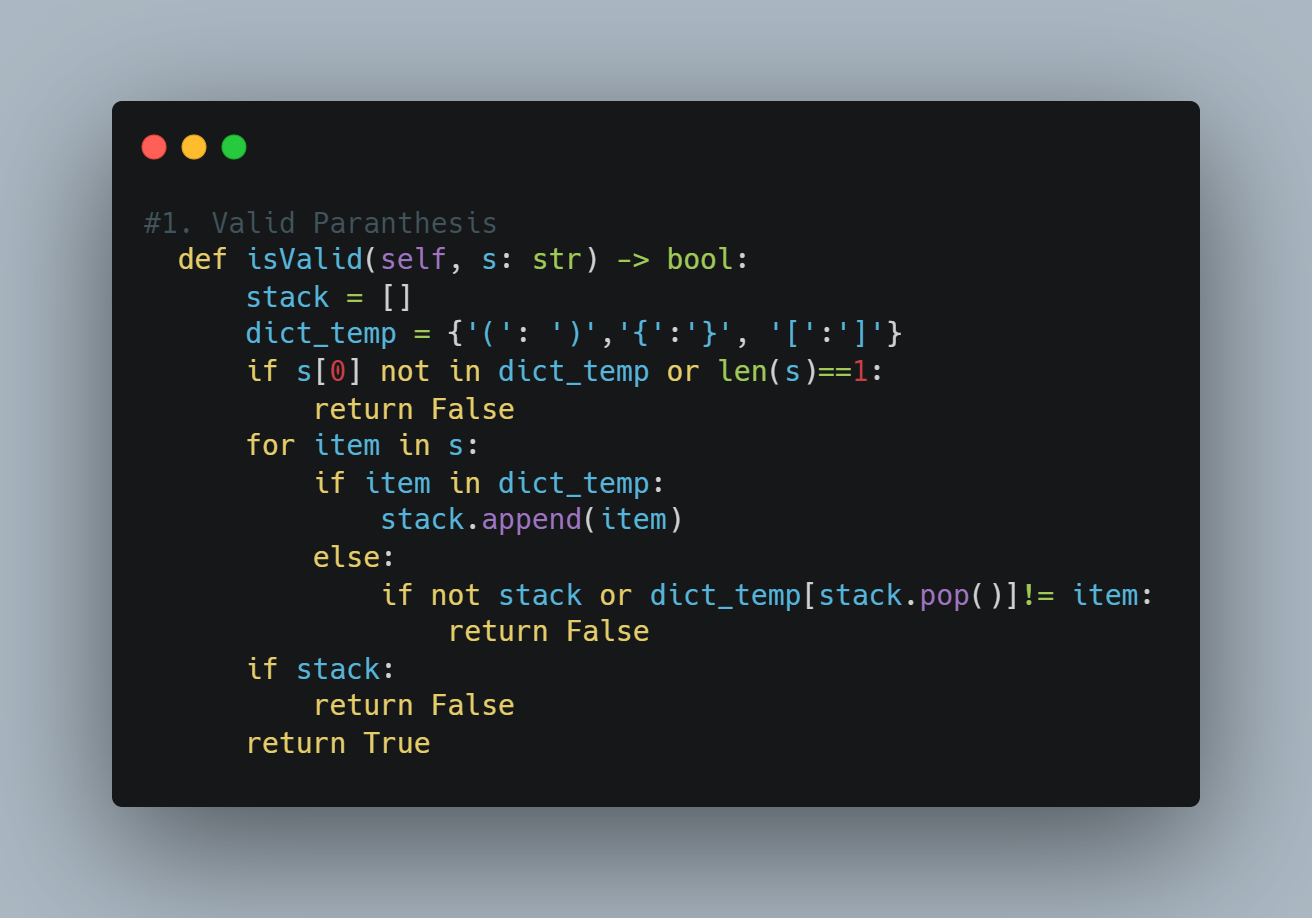 #1. Valid Paranthesis
  def isValid(self, s: str) -> bool:
      stack = []
      dict_temp = {'(': ')','{':'}', '[':']'}
      if s[0] not in dict_temp or len(s)==1:
          return False
      for item in s:
          if item in dict_temp:
              stack.append(item)
          else:
              if not stack or dict_temp[stack.pop()]!= item:
                  return False
      if stack:
          return False
      return True